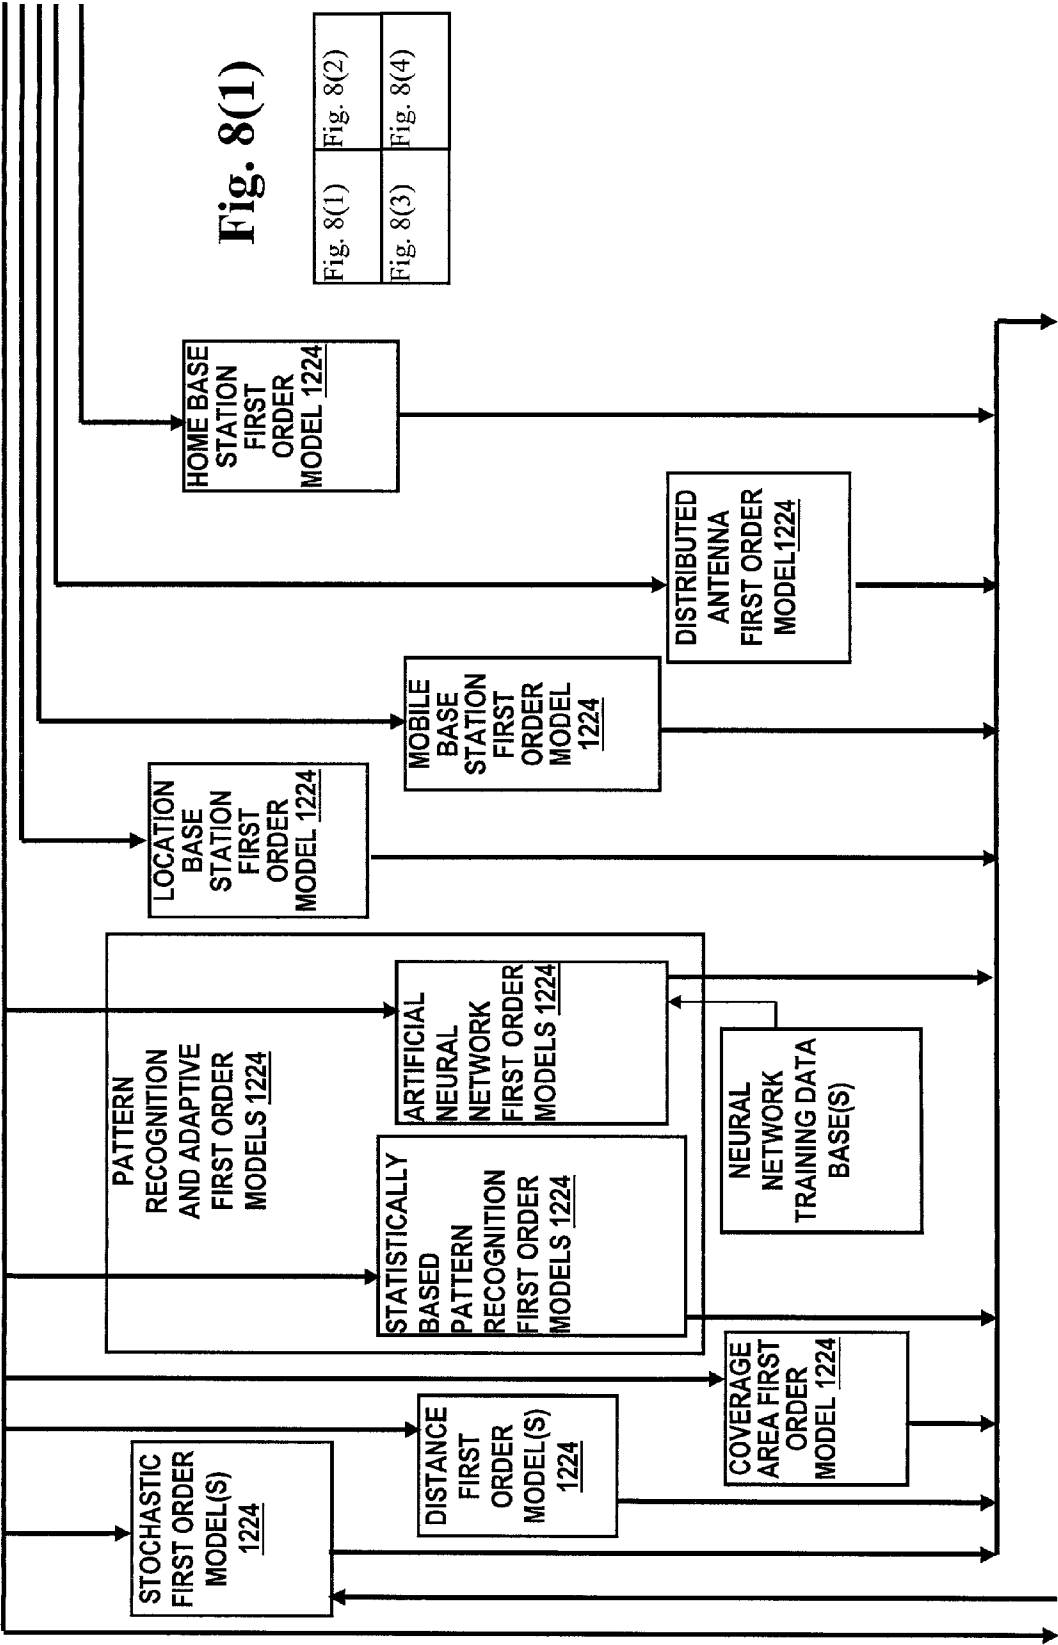 Fig. 8(1)
Fig. 8(1)
Fig. 8(2)
Fig. 8(3)
Fig. 8(4)
STOCHASTIC
FIRST ORDER
MODEL(S)
1224
DISTANCE
FIRST
ORDER
MODEL(S)
1224
COVERAGE
AREA FIRST
ORDER
MODEL 1224
PATTERN
RECOGNITION
AND ADAPTIVE
FIRST ORDER
MODELS 1224
STATISTICALLY
BASED
PATTERN
RECOGNITION
FIRST ORDER
MODELS 1224
ARTIFICIAL
NEURAL
NETWORK
FIRST ORDER
MODELS 1224
NEURAL
NETWORK
TRAINING DATA
BASE(S)
LOCATION
BASE
STATION
FIRST
ORDER
MODEL 1224
MOBILE
BASE
STATION
FIRST
ORDER
MODEL
1224
DISTRIBUTED
ANTENNA
FIRST ORDER
MODEL1224
HOME BASE
STATION
FIRST
ORDER
MODEL 1224